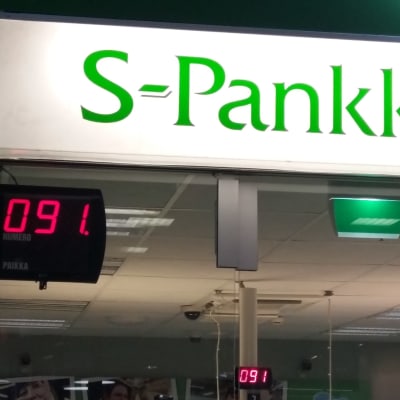 S-Pankk
091.
NUMERO
PAIKKA
091